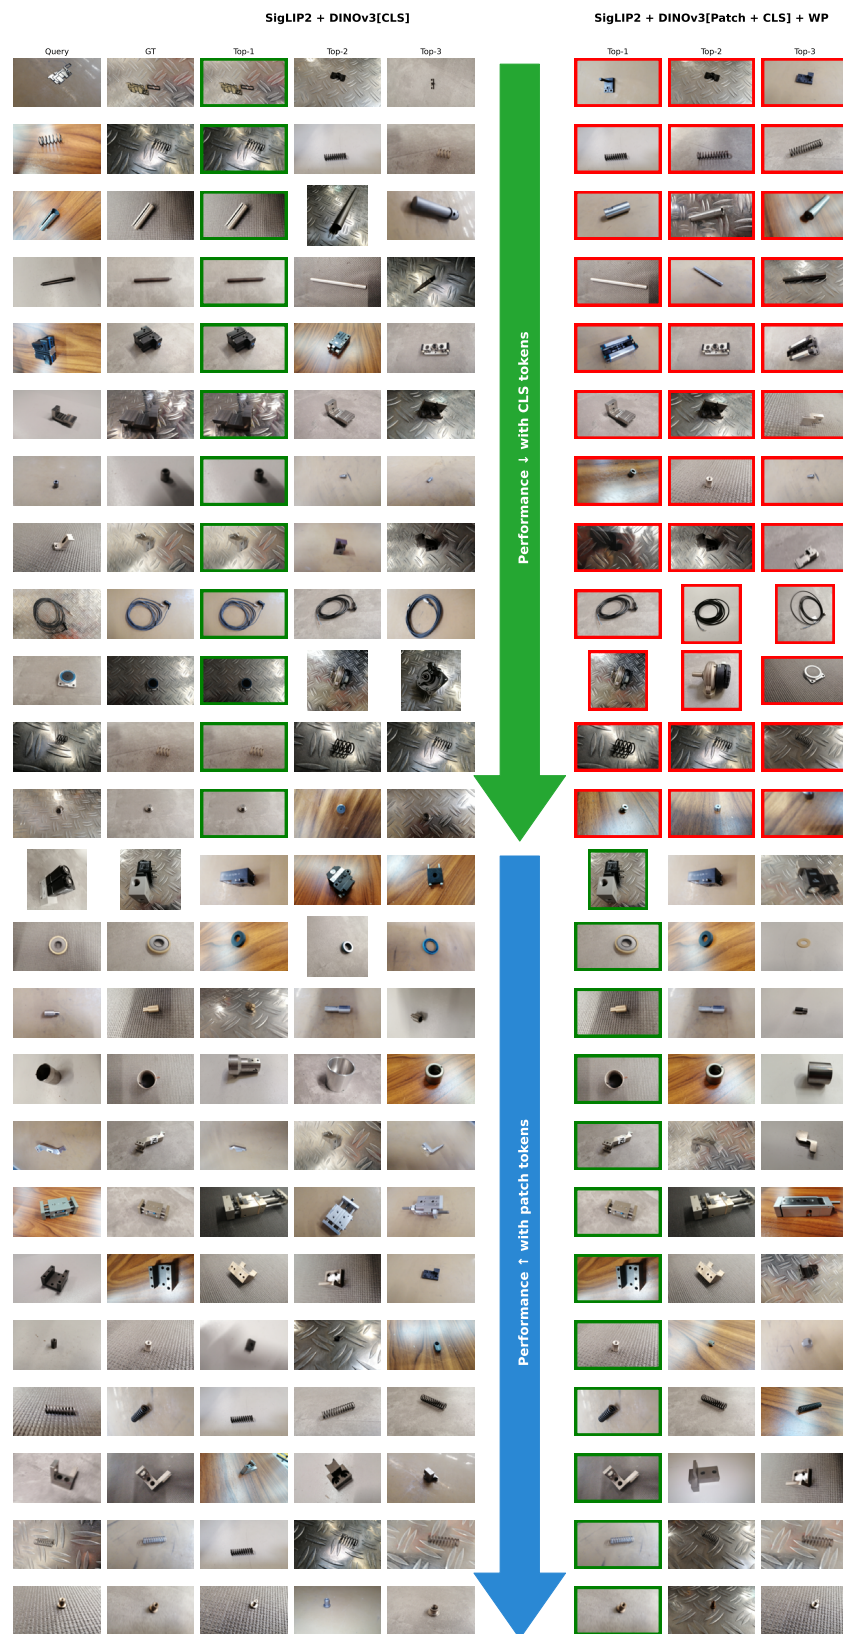 SigLIP2 + DINOv3[CLS]
SigLIP2 + DINOv3[Patch + CLS] + WP
Query GT Top-1 Top-2 Top-3
Top-1 Top-2 Top-3
Performance ↓ with CLS tokens
Performance ↑ with patch tokens